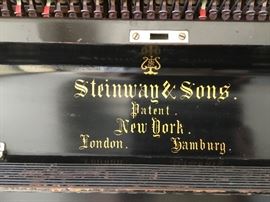 Steinway & Sons.
Patent.
New York.
London. Hamburg.